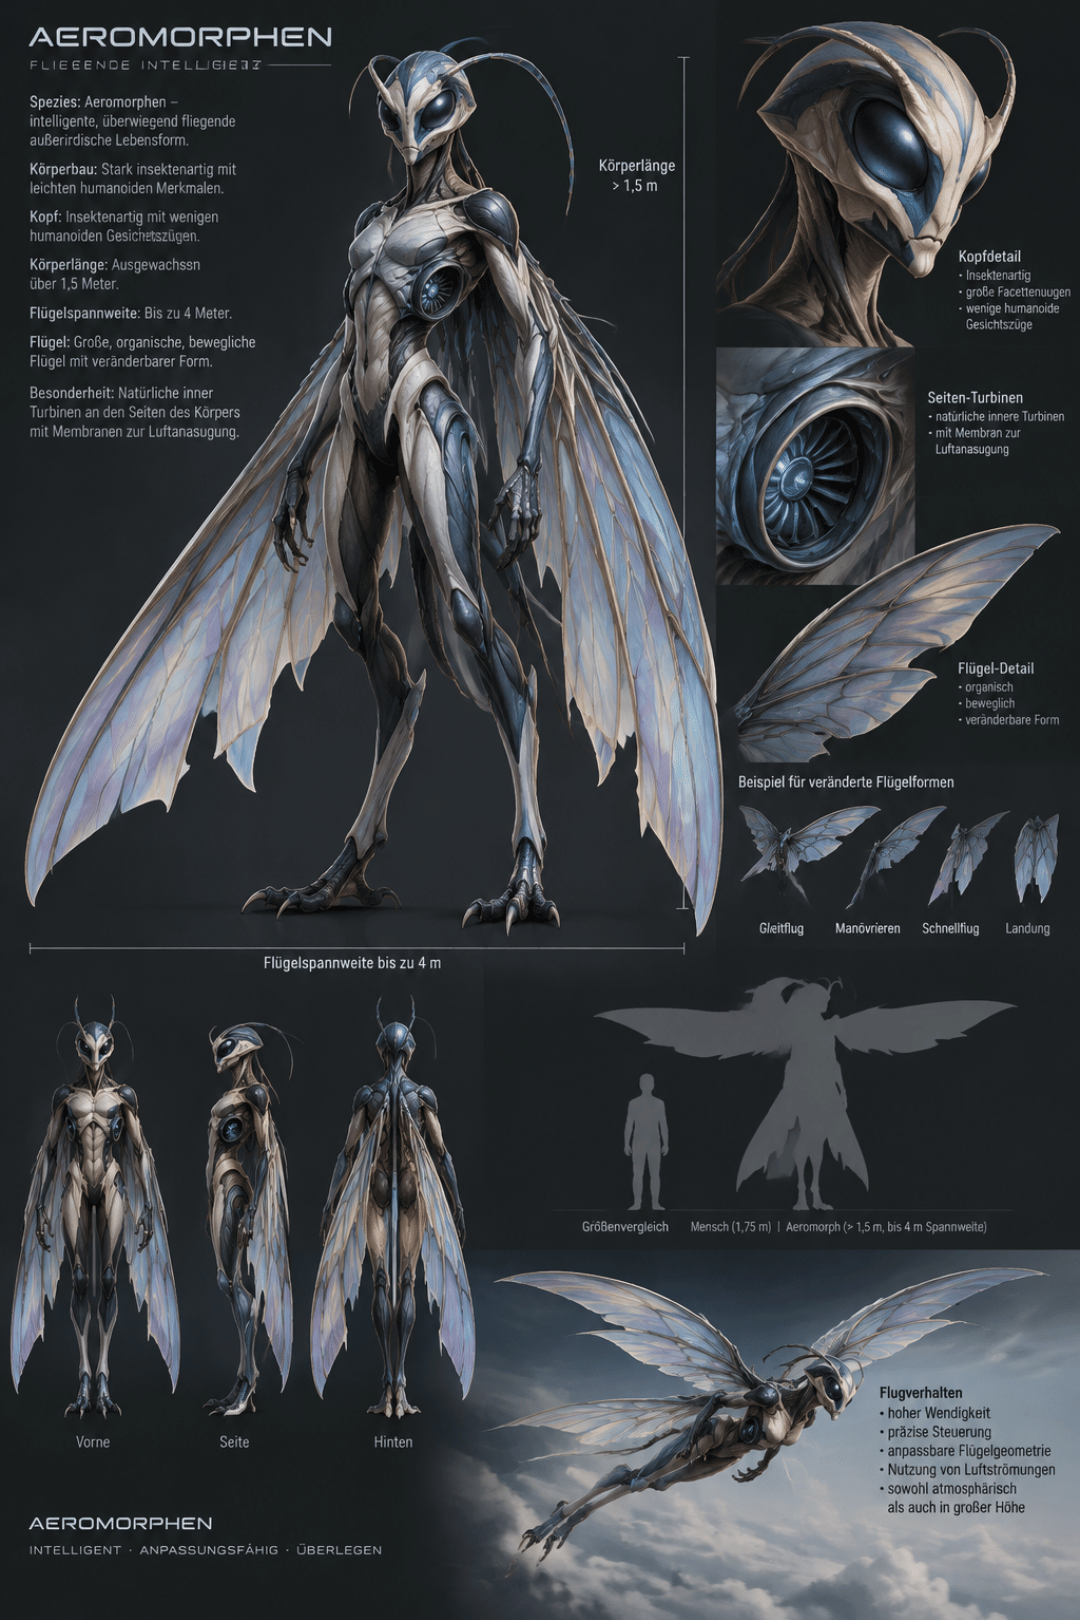 AEROMORPHEN
FLIEGENDE
Spezies: Aeromorphen –
intelligente, überwiegend fliegende
außerirdische Lebensform.
Körperbau: Stark insektenartig mit
leichten humanoiden Merkmalen.
Kopf: Insektenartig mit wenigen
humanoiden
Körperlänge: Ausgewachssn
über 1,5 Meter.
Flügelspannweite: Bis zu 4 Meter.
Flügel: Große, organische, bewegliche
Flügel mit veränderbarer Form.
Besonderheit: Natürliche inner
Turbinen an den Seiten des Körpers
mit Membranen zur Luftanasugung.
Körperlänge
> 1,5 m
Kopfdetail
• Insektenartig
• große Facettenuugen
• wenige humanoide
Gesichtszüge
Seiten-Turbinen
• natürliche innere Turbinen
• mit Membran zur
Luftanasugung
Flügel-Detail
• organisch
• beweglich
• veränderbare Form
Beispiel für veränderte Flügelformen
Gleitflug Manövrieren Schnellflug Landung
Flügelspannweite bis zu 4 m
Größenvergleich Mensch (1,75 m) | Aeromorph (> 1,5 m, bis 4 m Spannweite)
Vorne Seite Hinten
Flugverhalten
• hoher Wendigkeit
• präzise Steuerung
• anpassbare Flügelgeometrie
• Nutzung von Luftströmungen
• sowohl atmosphärisch
als auch in großer Höhe
AEROMORPHEN
INTELLIGENT · ANPASSUNGSFÄHIG · ÜBERLEGEN